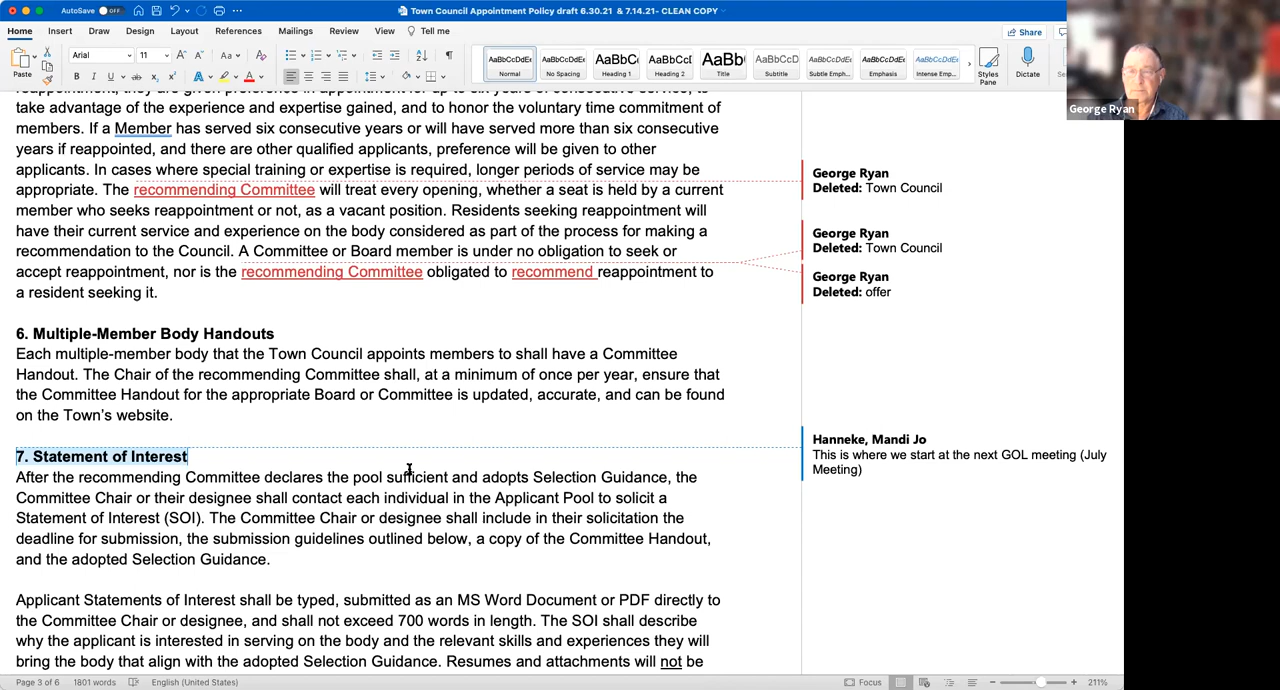 AutoSave OFF
Town Council Appointment Policy draft 6.30.21 & 7.14.21- CLEAN COPY
Home Insert Draw Design Layout References Mailings Review View Tell me
Share
Paste
Arial 11
AaBbCcDdEe Normal
AaBbCcDdEe No Spacing
Heading 1
Heading 2
Title
AaBbCcDdEe Subtitle
AaBbCcDdEe Subtle Emph...
AaBbCcDdEe Emphasis
AaBbCcDdEe Intense Emp...
Styles Pane
Dictate
George Ryan
take advantage of the experience and expertise gained, and to honor the voluntary time commitment of
members. If a Member has served six consecutive years or will have served more than six consecutive
years if reappointed, and there are other qualified applicants, preference will be given to other
applicants. In cases where special training or expertise is required, longer periods of service may be
appropriate. The recommending Committee will treat every opening, whether a seat is held by a current
member who seeks reappointment or not, as a vacant position. Residents seeking reappointment will
have their current service and experience on the body considered as part of the process for making a
recommendation to the Council. A Committee or Board member is under no obligation to seek or
accept reappointment, nor is the recommending Committee obligated to recommend reappointment to
a resident seeking it.
6. Multiple-Member Body Handouts
Each multiple-member body that the Town Council appoints members to shall have a Committee
Handout. The Chair of the recommending Committee shall, at a minimum of once per year, ensure that
the Committee Handout for the appropriate Board or Committee is updated, accurate, and can be found
on the Town's website.
7. Statement of Interest
After the recommending Committee declares the pool sufficient and adopts Selection Guidance, the
Committee Chair or their designee shall contact each individual in the Applicant Pool to solicit a
Statement of Interest (SOI). The Committee Chair or designee shall include in their solicitation the
deadline for submission, the submission guidelines outlined below, a copy of the Committee Handout,
and the adopted Selection Guidance.
Applicant Statements of Interest shall be typed, submitted as an MS Word Document or PDF directly to
the Committee Chair or designee, and shall not exceed 700 words in length. The SOI shall describe
why the applicant is interested in serving on the body and the relevant skills and experiences they will
bring the body that align with the adopted Selection Guidance. Resumes and attachments will not be
George Ryan
Deleted: Town Council
George Ryan
Deleted: Town Council
George Ryan
Deleted: offer
Hanneke, Mandi Jo
This is where we start at the next GOL meeting (July
Meeting)
Page 3 of 6 1801 words English (United States)
Focus 211%